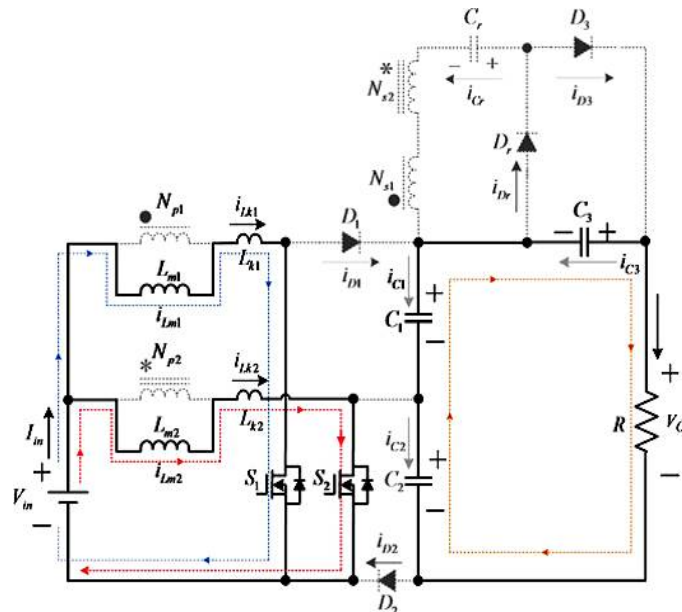 C_r
D_3
*
N_s2
− +
i_Cr
i_D3
D_r
N_s1
i_Dr
N_p1
i_Lk1
D_1
C_3
− +
L_k1
i_D1
i_C1
i_C3
L_m1
i_Lm1
+
C_1
−
N_p2
*
i_Lk2
L_k2
I_in
L_m2
i_Lm2
i_C2
+
R
V_O
+
V_in
−
S_1
S_2
C_2
+
−
−
i_D2
D_2